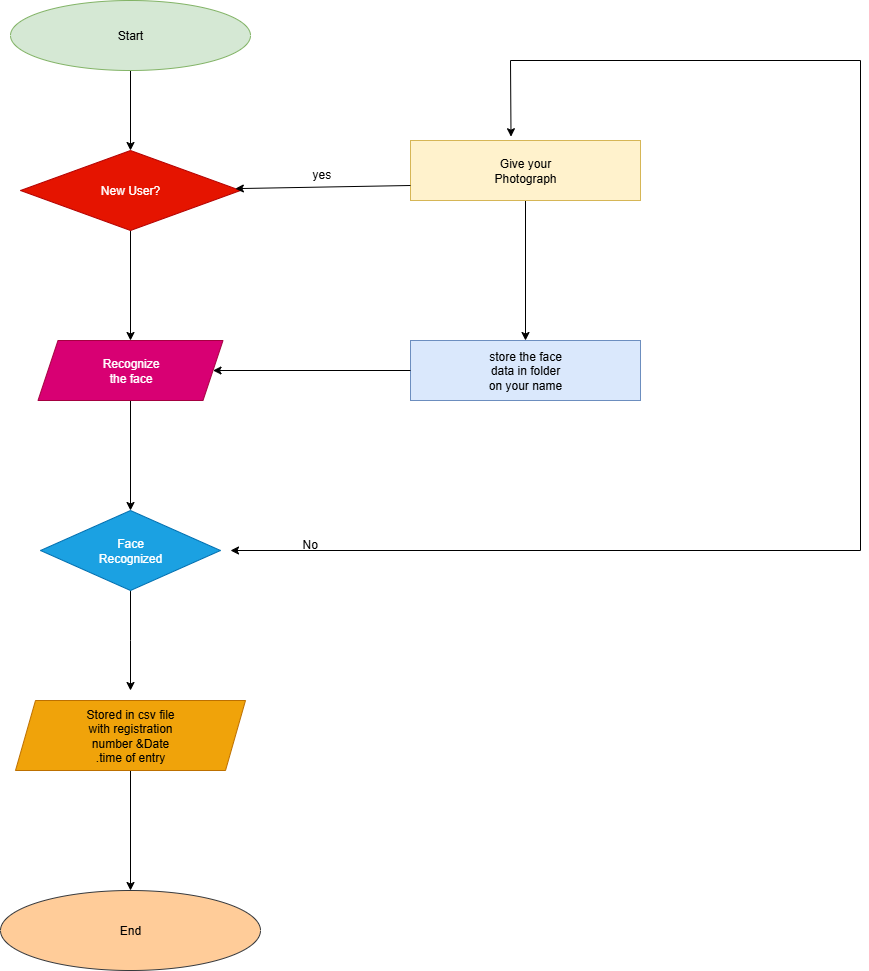 Start
New User?
yes
Give your
Photograph
Recognize
the face
store the face
data in folder
on your name
Face
Recognized
No
Stored in csv file
with registration
number &Date
.time of entry
End